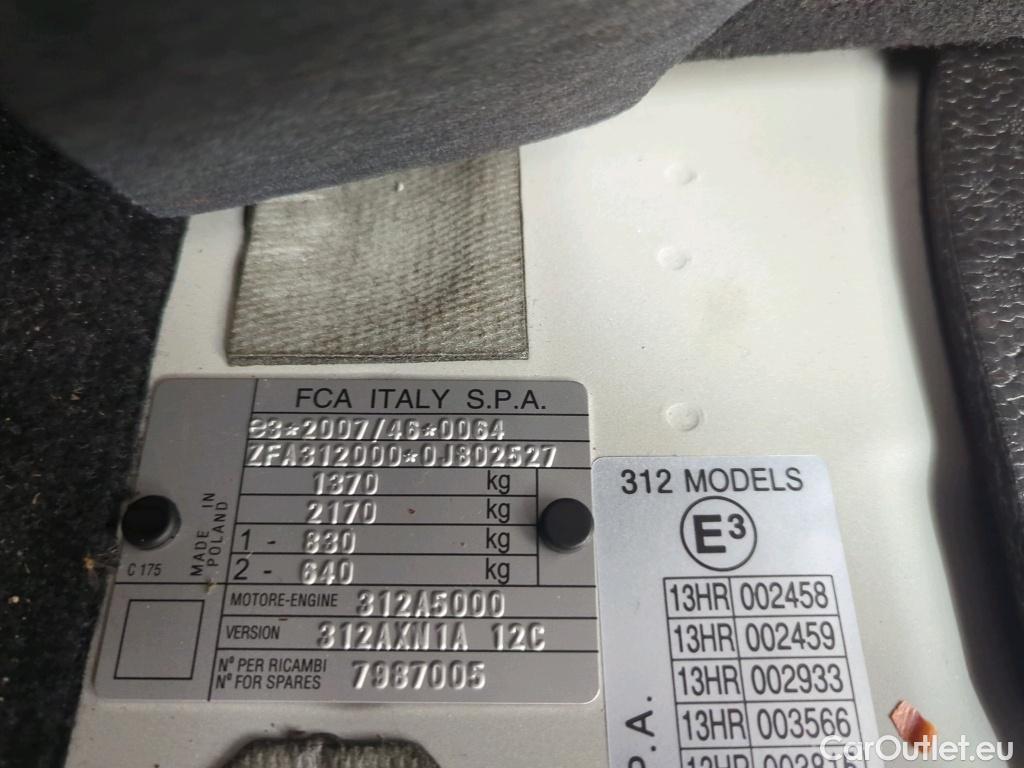 FCA ITALY S.P.A.
e3*2007/46*0064
ZFA312000*0J802527
1370 kg
2170 kg
1 - 830 kg
2 - 640 kg
MADE IN POLAND
C 175
MOTORE-ENGINE 312A5000
VERSION 312AXN1A 12C
N° PER RICAMBI
N° FOR SPARES 7987005
312 MODELS
E3
13HR 002458
13HR 002459
13HR 002933
13HR 003566
13HR
P.A.
CarOutlet.eu